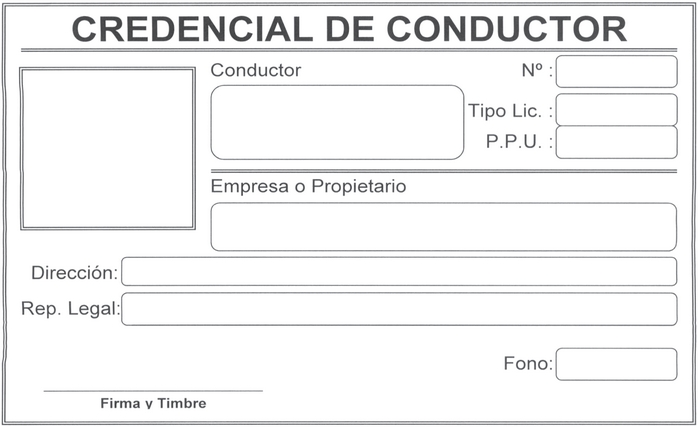 CREDENCIAL DE CONDUCTOR
Conductor
Nº :
Tipo Lic. :
P.P.U. :
Empresa o Propietario
Dirección:
Rep. Legal:
Fono:
Firma y Timbre